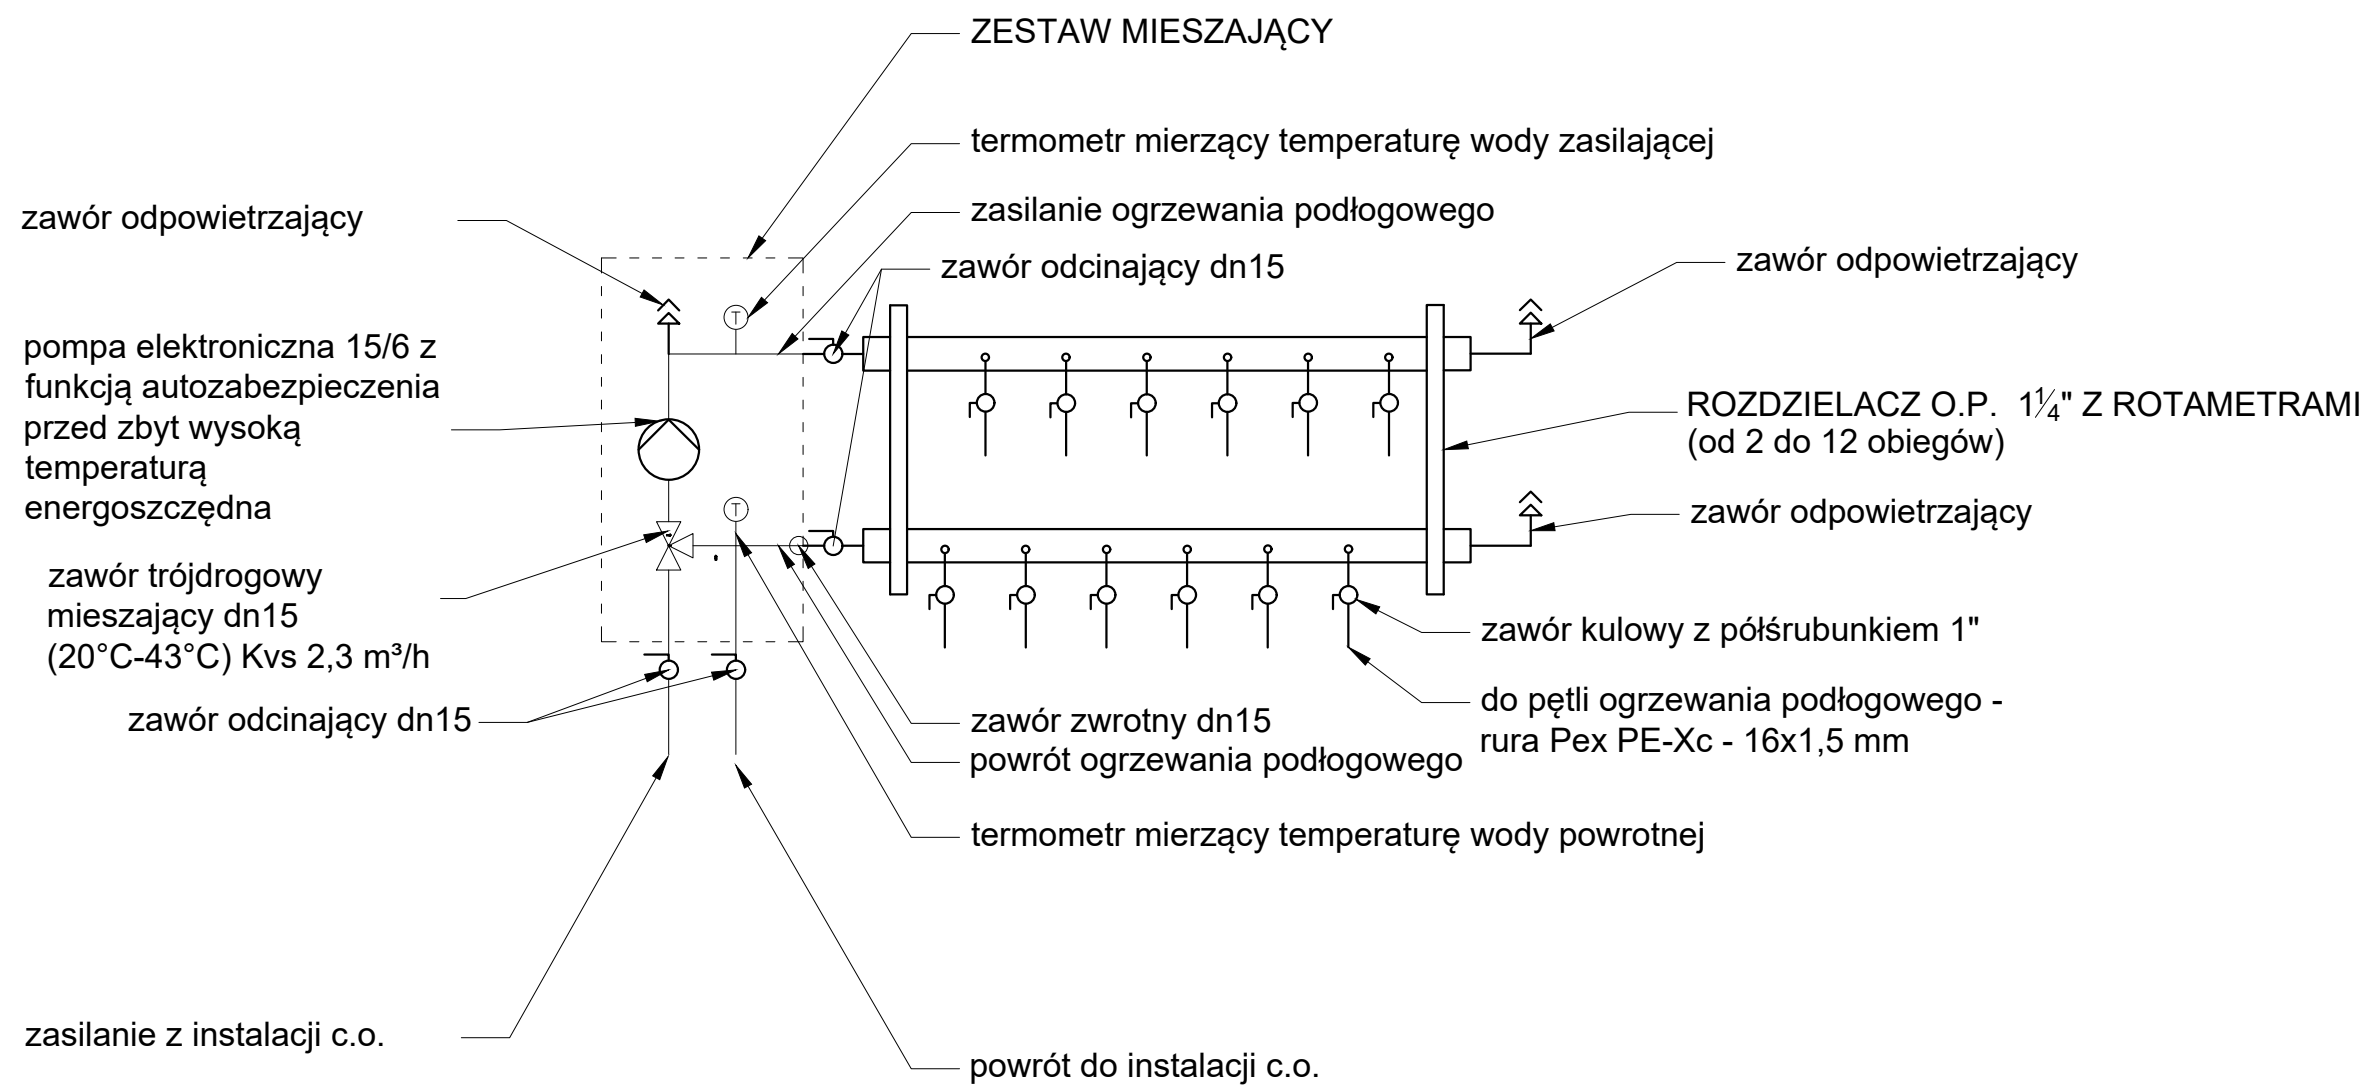 ZESTAW MIESZAJĄCY
termometr mierzący temperaturę wody zasilającej
zawór odpowietrzający
zasilanie ogrzewania podłogowego
zawór odcinający dn15
zawór odpowietrzający
pompa elektroniczna 15/6 z
funkcją autozabezpieczenia
przed zbyt wysoką
temperaturą
energoszczędna
T
ROZDZIELACZ O.P. 1¼" Z ROTAMETRAMI
(od 2 do 12 obiegów)
T
zawór odpowietrzający
zawór trójdrogowy
mieszający dn15
(20°C-43°C) Kvs 2,3 m³/h
zawór kulowy z półśrubunkiem 1"
zawór odcinający dn15
zawór zwrotny dn15
powrót ogrzewania podłogowego
do pętli ogrzewania podłogowego -
rura Pex PE-Xc - 16x1,5 mm
termometr mierzący temperaturę wody powrotnej
zasilanie z instalacji c.o.
powrót do instalacji c.o.